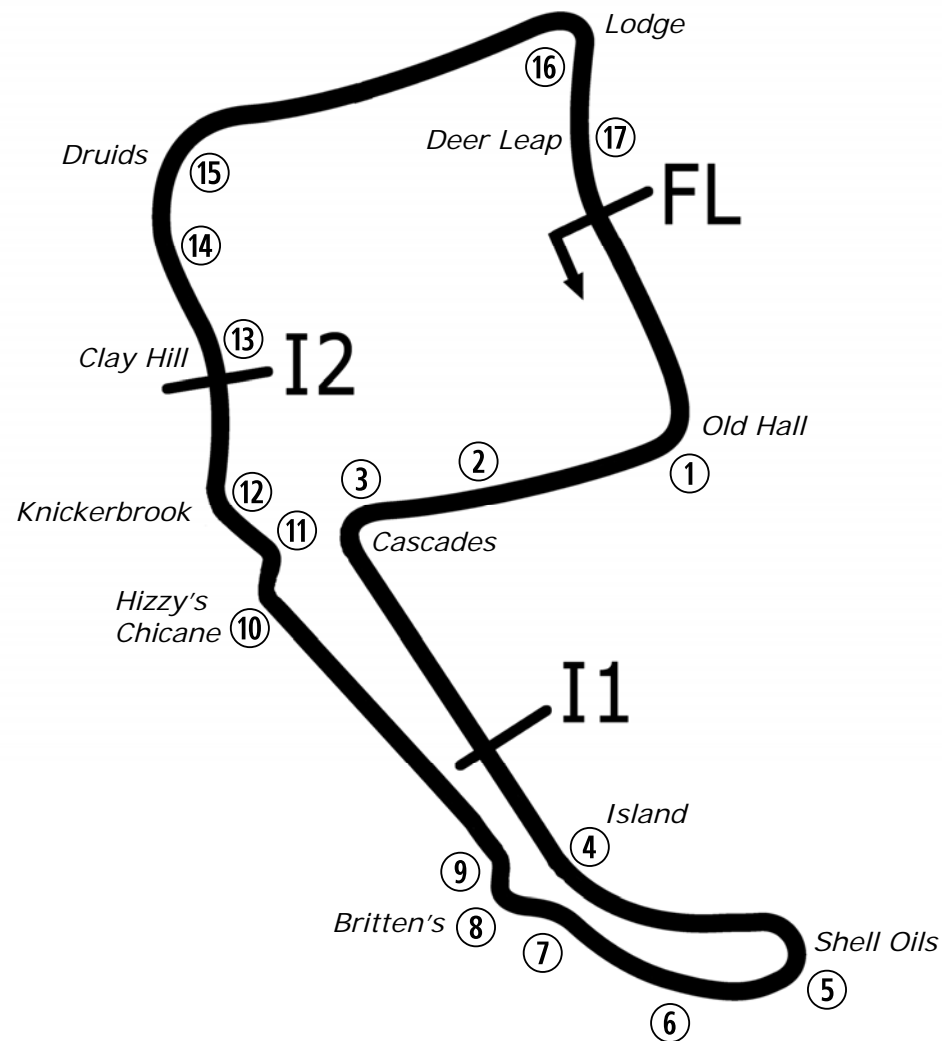 Lodge
16
Deer Leap
17
Druids
15
FL
14
13
Clay Hill
I2
Old Hall
1
2
3
12
Knickerbrook
11
Cascades
Hizzy's
Chicane
10
I1
Island
4
9
Britten's
8
7
Shell Oils
5
6